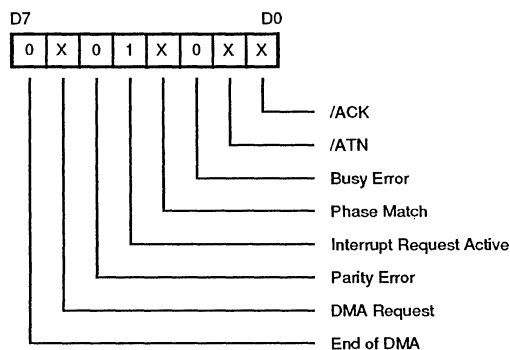 D7 D0
0 X 0 1 X 0 X X
/ACK
/ATN
Busy Error
Phase Match
Interrupt Request Active
Parity Error
DMA Request
End of DMA